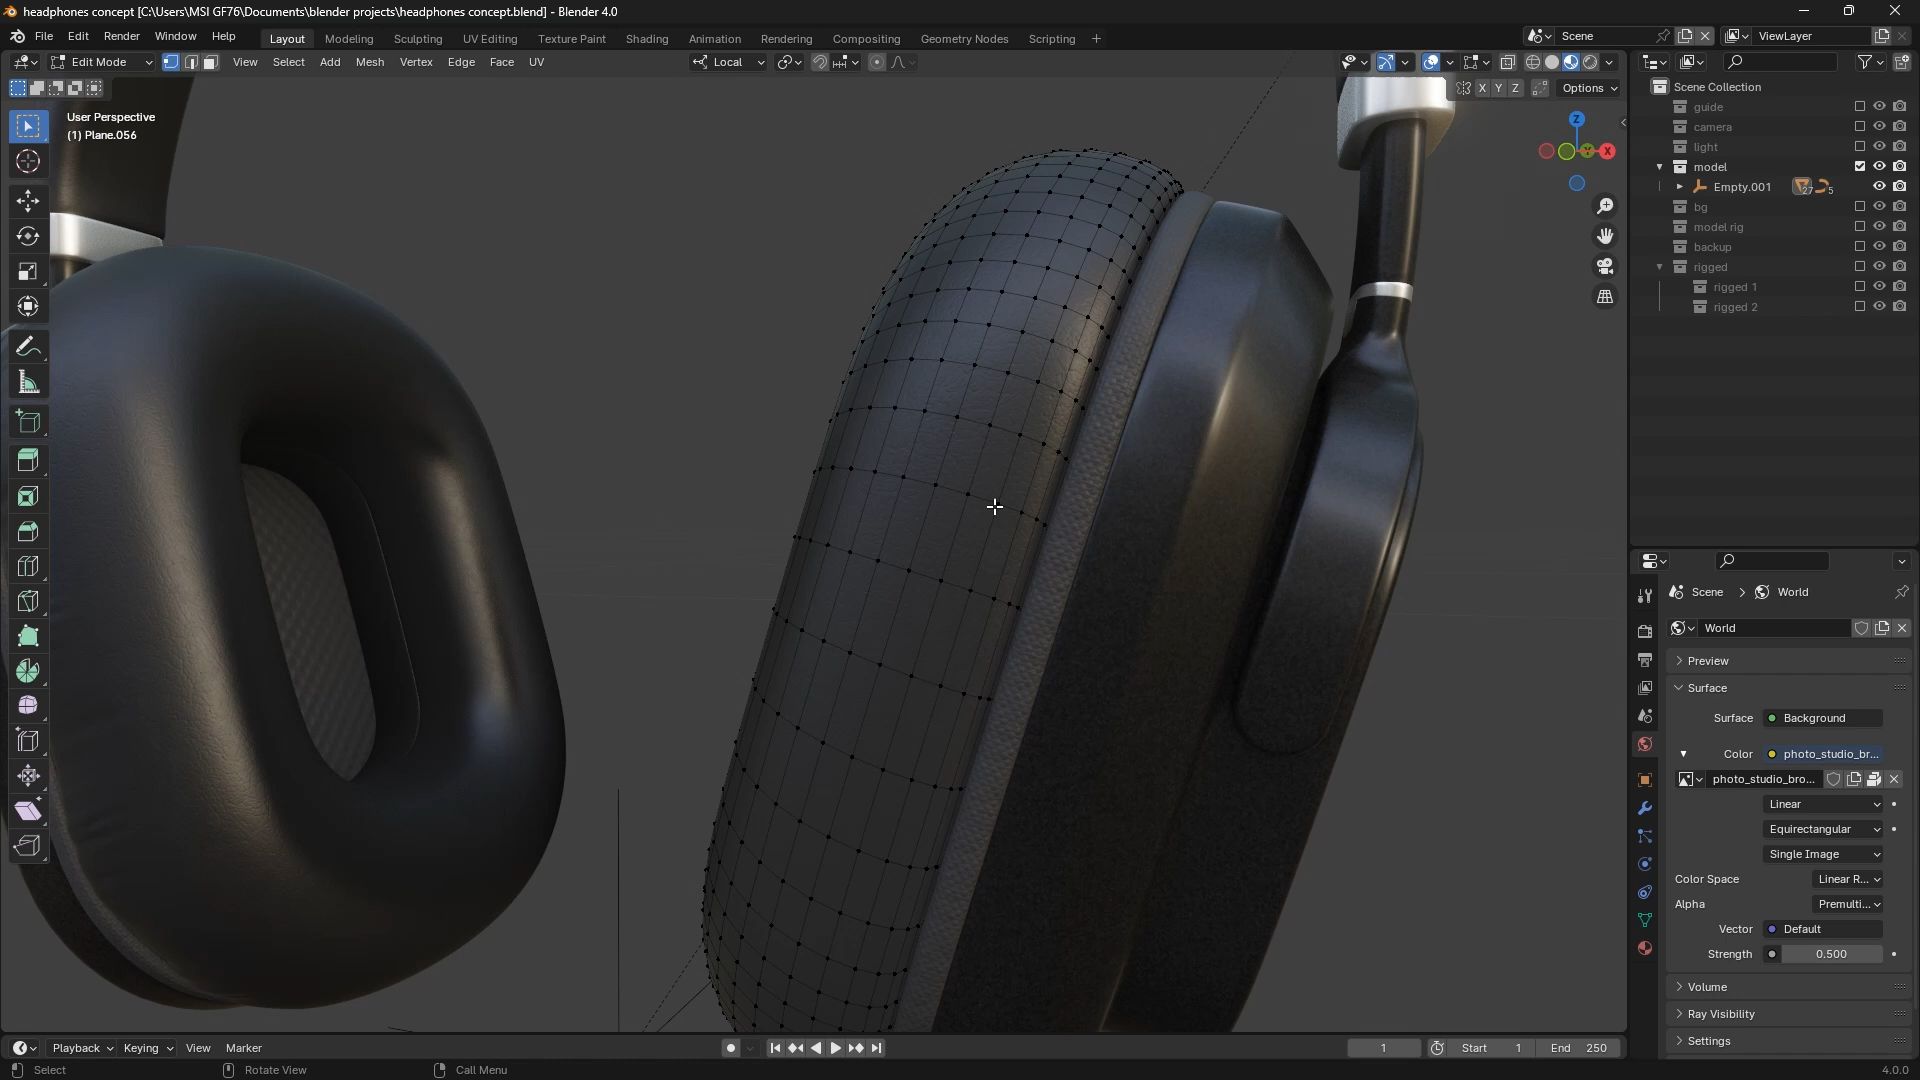 headphones concept [C:\Users\MSI GF76\Documents\blender projects\headphones concept.blend] - Blender 4.0
File Edit Render Window Help Layout Modeling Sculpting UV Editing Texture Paint Shading Animation Rendering Compositing Geometry Nodes Scripting + Scene ViewLayer
Edit Mode View Select Add Mesh Vertex Edge Face UV Local
X Y Z Options
User Perspective
(1) Plane.056
Z
Y X
Scene Collection
guide
camera
light
model
Empty.001 27 5
bg
model rig
backup
rigged
rigged 1
rigged 2
Scene > World
World
Preview
Surface
Surface Background
Color photo_studio_br...
photo_studio_bro...
Linear
Equirectangular
Single Image
Color Space Linear R...
Alpha Premulti...
Vector Default
Strength 0.500
Volume
Ray Visibility
Settings
Playback Keying View Marker 1 Start 1 End 250
Select Rotate View Call Menu 4.0.0